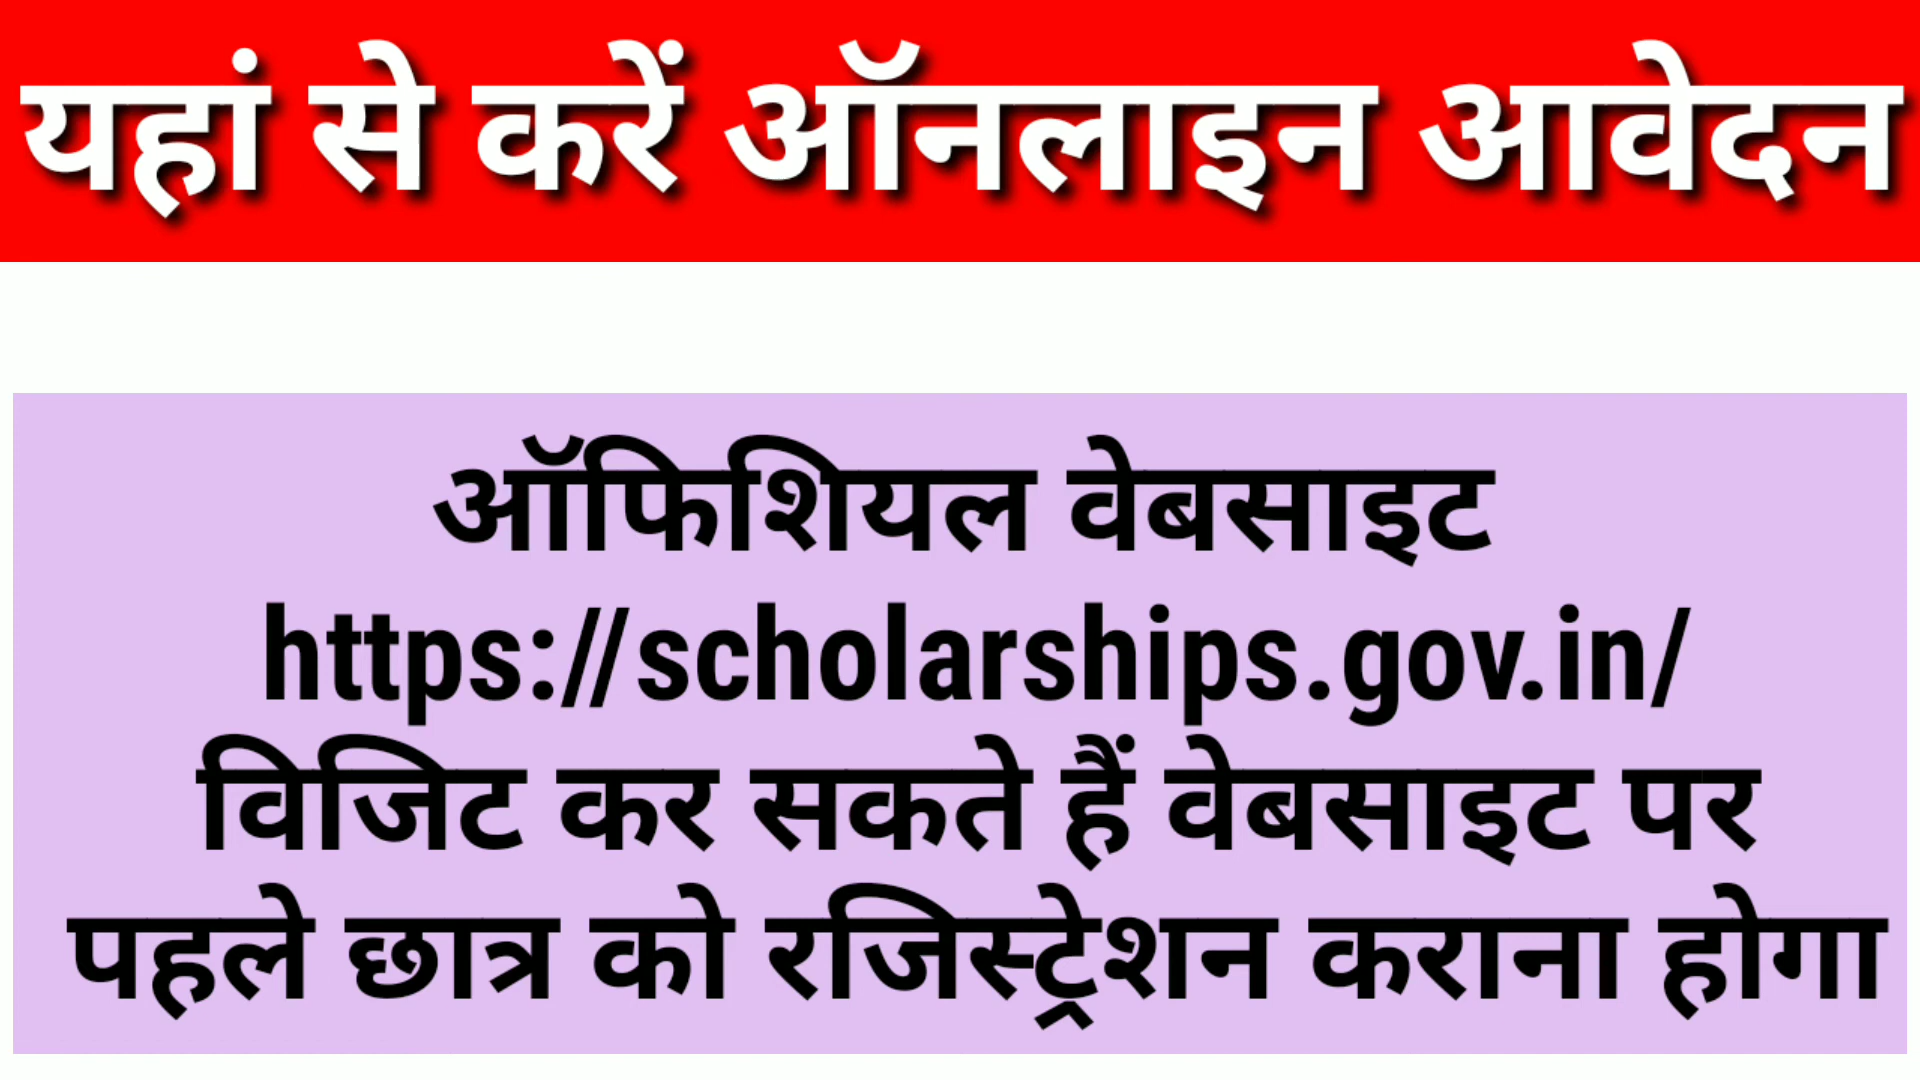 यहां से करें ऑनलाइन आवेदन
ऑफिशियल वेबसाइट
https://scholarships.gov.in/
विजिट कर सकते हैं वेबसाइट पर
पहले छात्र को रजिस्ट्रेशन कराना होगा